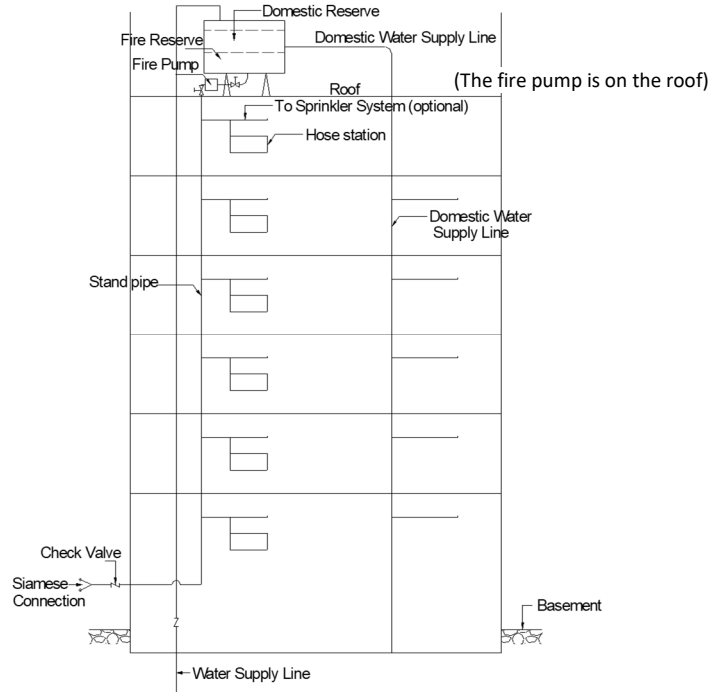 Domestic Reserve
Fire Reserve
Domestic Water Supply Line
Fire Pump
(The fire pump is on the roof)
Roof
To Sprinkler System (optional)
Hose station
Domestic Water
Supply Line
Stand pipe
Check Valve
Siamese
Connection
Basement
Z
Water Supply Line